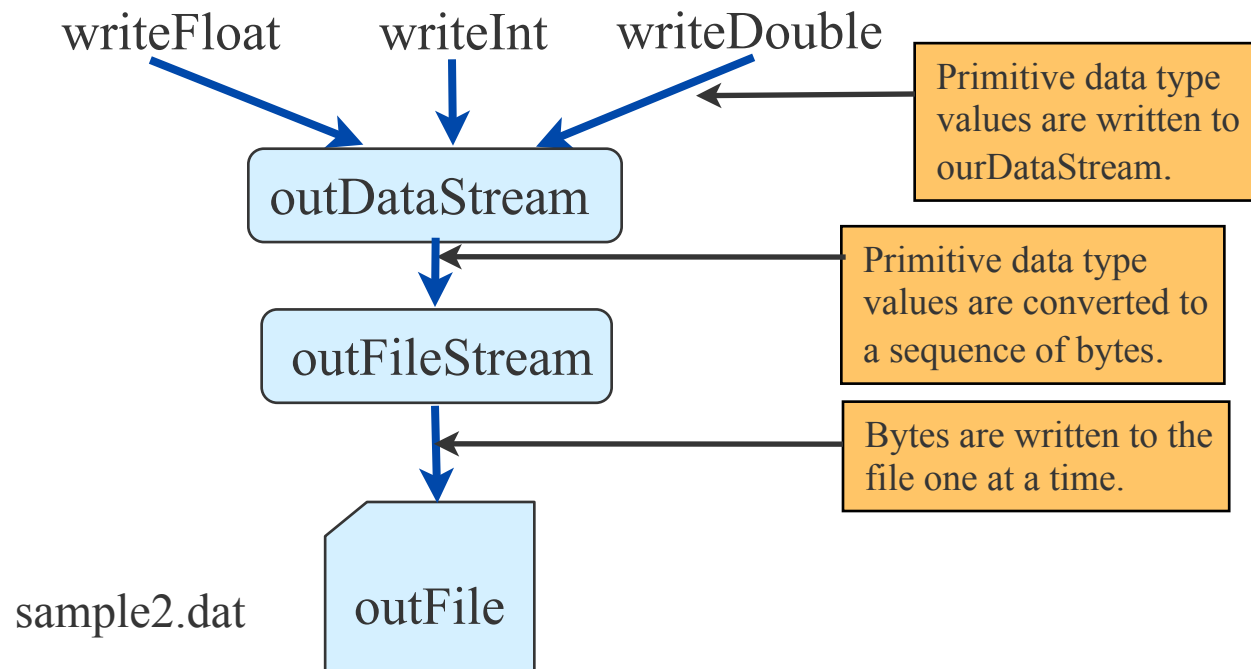 writeFloat writeInt writeDouble
Primitive data type
values are written to
ourDataStream.
outDataStream
Primitive data type
values are converted to
a sequence of bytes.
outFileStream
Bytes are written to the
file one at a time.
outFile
sample2.dat